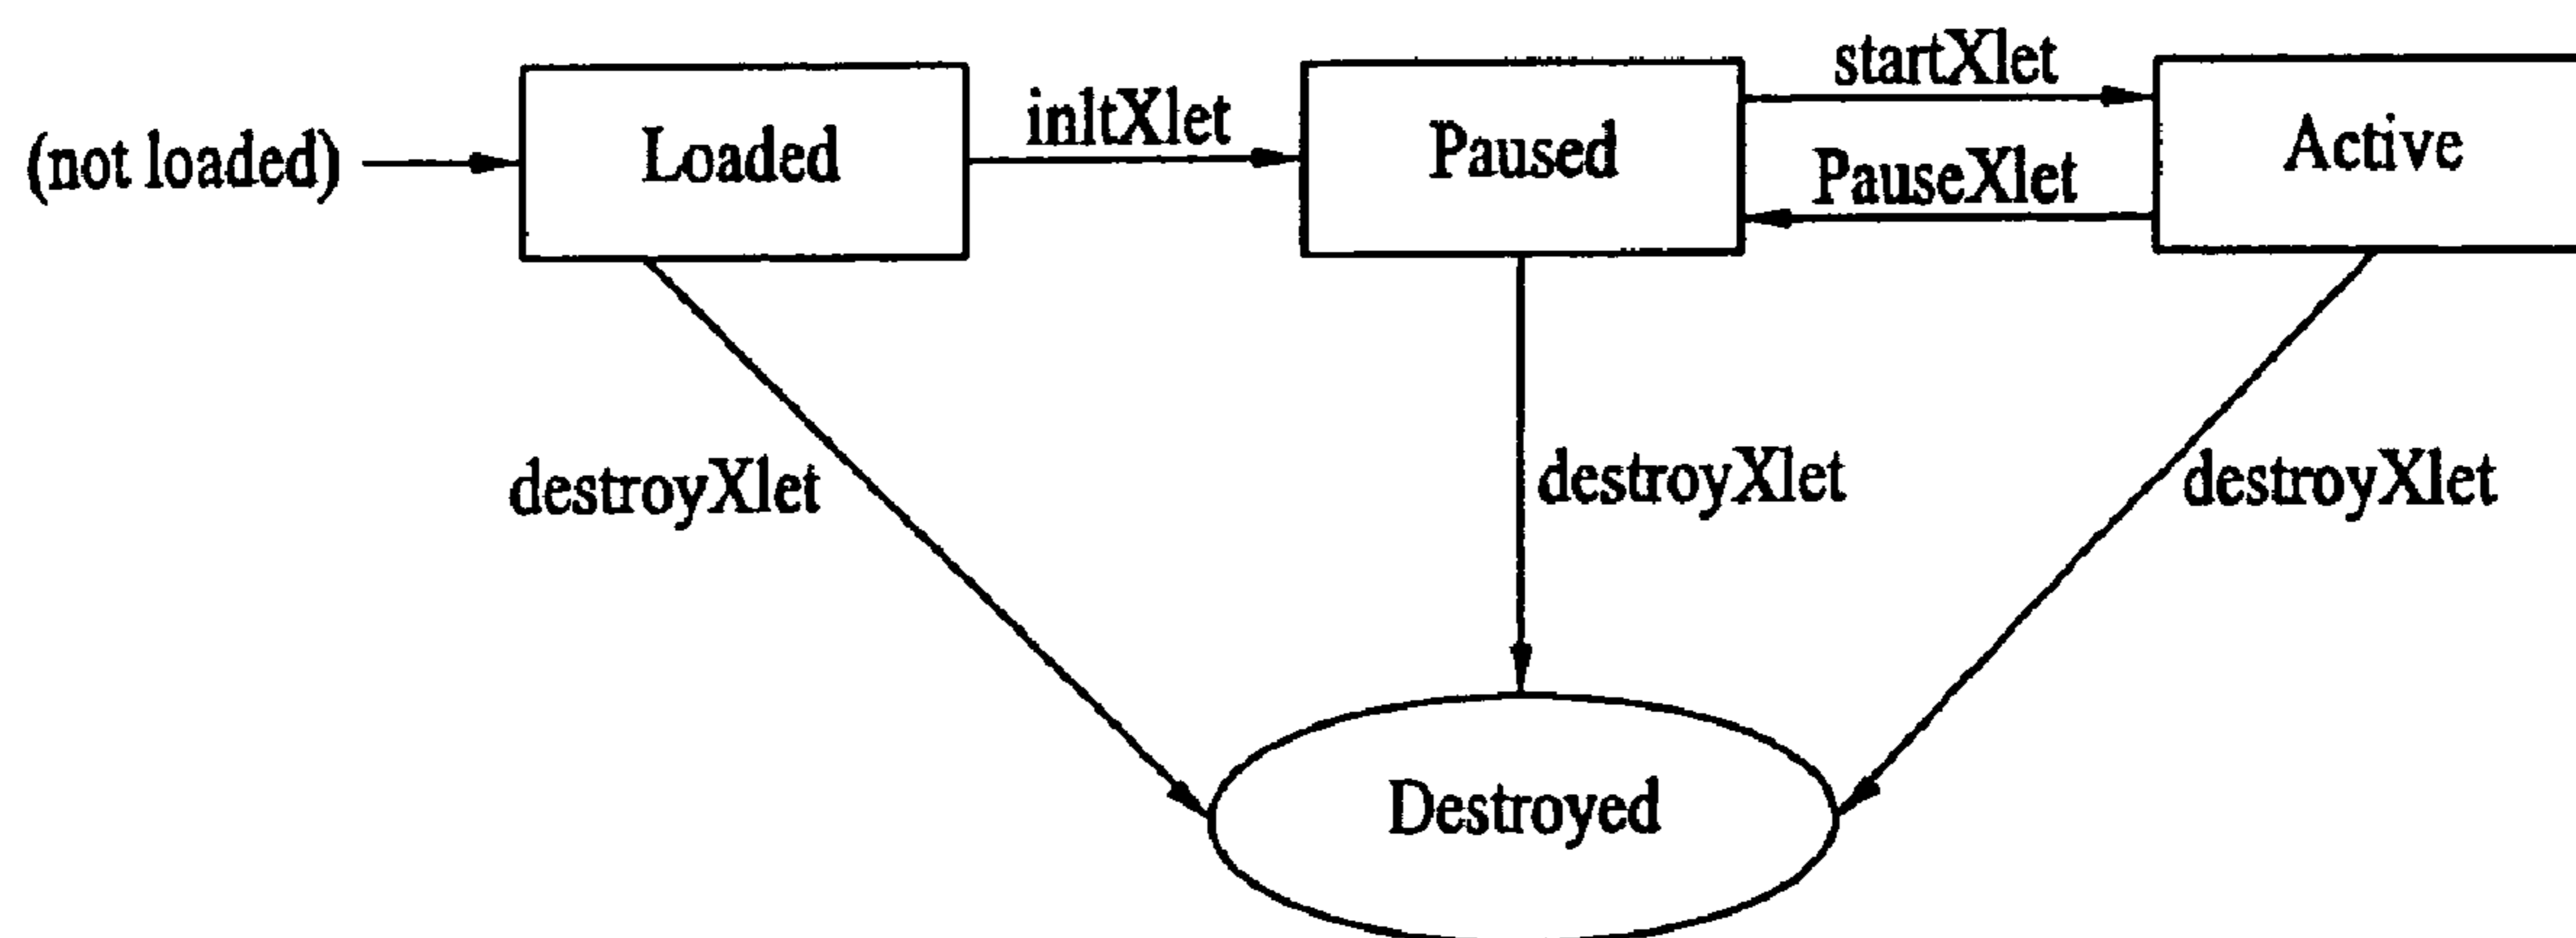 (not loaded)
Loaded
inltXlet
Paused
startXlet
PauseXlet
Active
destroyXlet
destroyXlet
destroyXlet
Destroyed